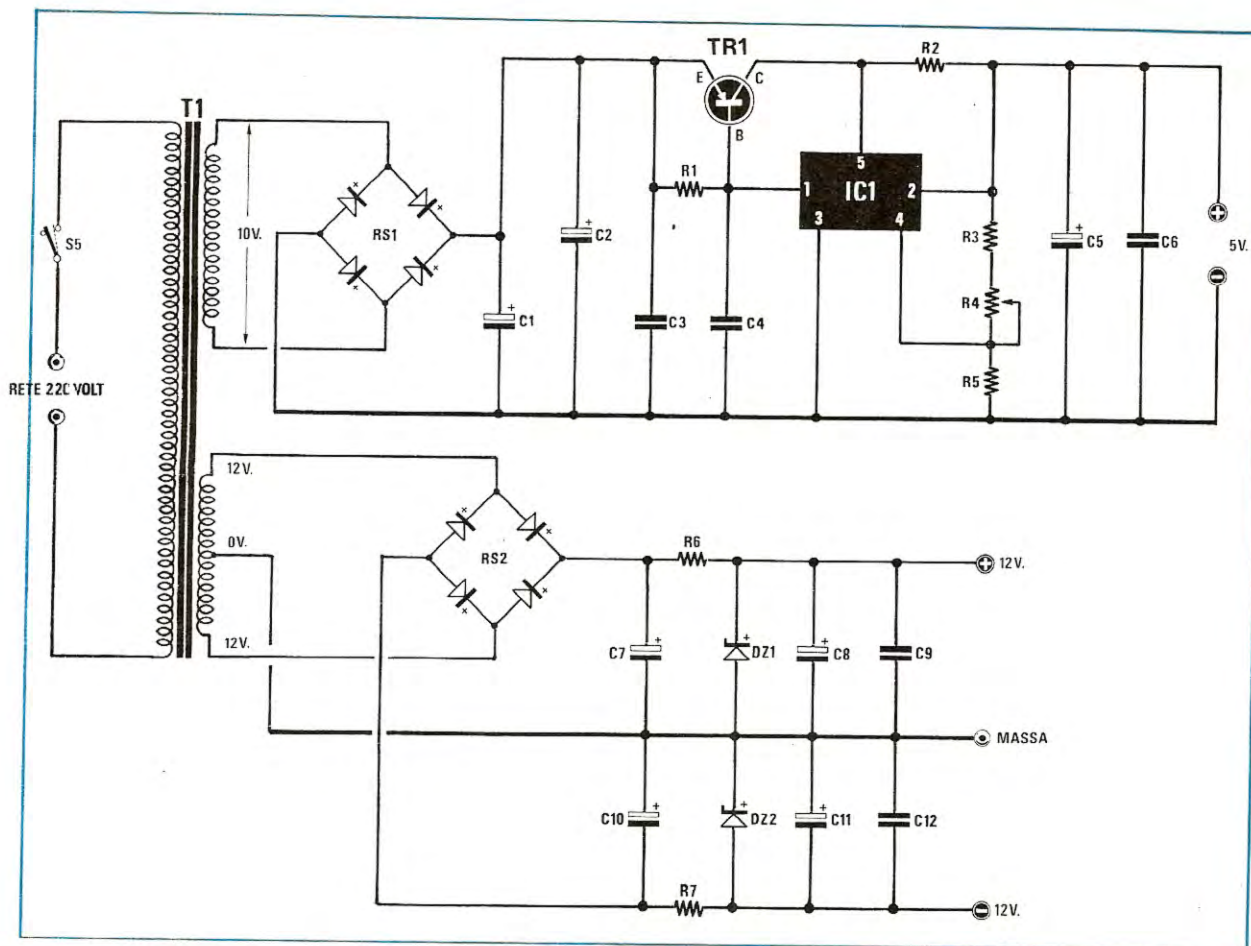 TR1
R2
E
C
T1
B
R1
5
1
IC1
2
3
4
S5
10V.
RS1
+
C2
R3
+
C5
C6
+
5V.
-
R4
+
C1
C3
C4
R5
RETE 220 VOLT
12V.
0V.
12V.
RS2
R6
+
12V.
C7
+
DZ1
+
C8
+
C9
MASSA
C10
+
DZ2
+
C11
+
C12
R7
-
12V.